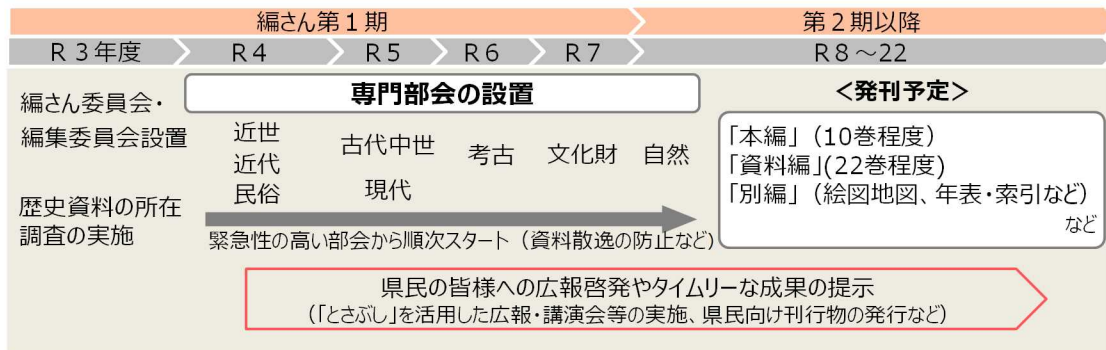 編さん第１期
第２期以降
Ｒ３年度
Ｒ４
Ｒ５
Ｒ６
Ｒ７
Ｒ８～22
編さん委員会・
編集委員会設置
歴史資料の所在
調査の実施
専門部会の設置
近世
近代
民俗
古代中世
現代
考古
文化財
自然
緊急性の高い部会から順次スタート（資料散逸の防止など）
＜発刊予定＞
「本編」（10巻程度）
「資料編」(22巻程度)
「別編」（絵図地図、年表・索引など）
など
県民の皆様への広報啓発やタイムリーな成果の提示
（「とさぶし」を活用した広報・講演会等の実施、県民向け刊行物の発行など）